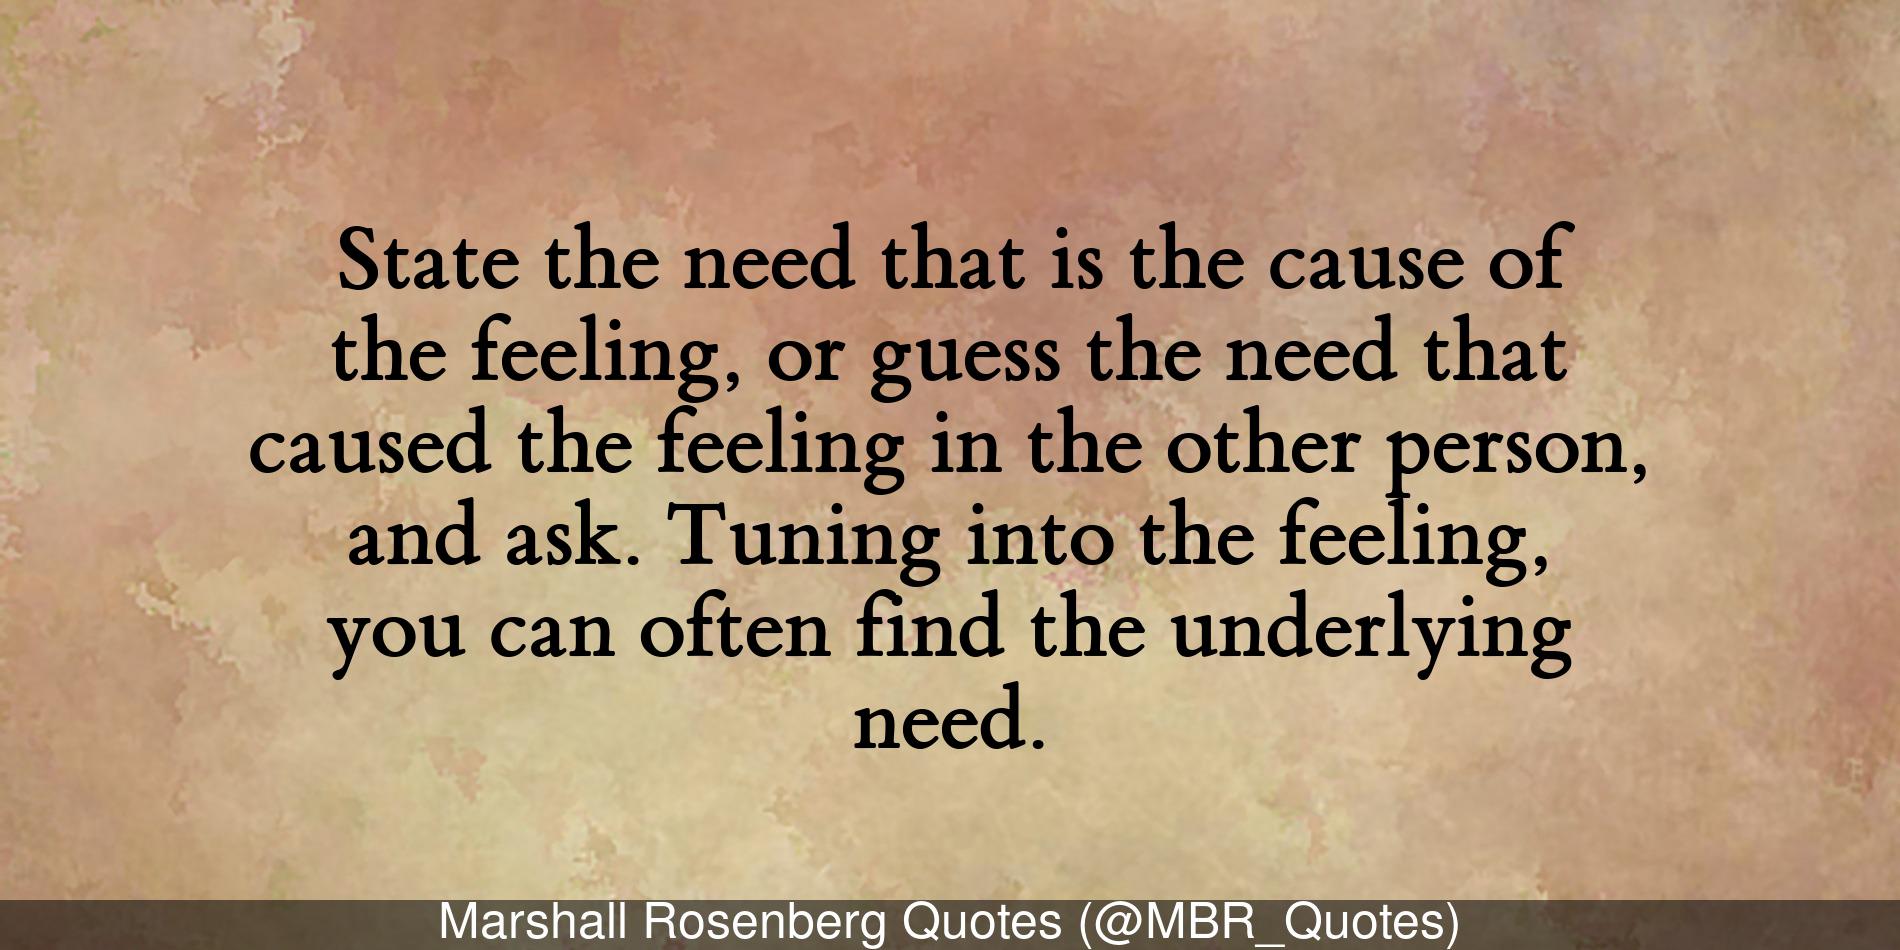 State the need that is the cause of
the feeling, or guess the need that
caused the feeling in the other person,
and ask. Tuning into the feeling,
you can often find the underlying
need.
Marshall Rosenberg Quotes (@MBR_Quotes)